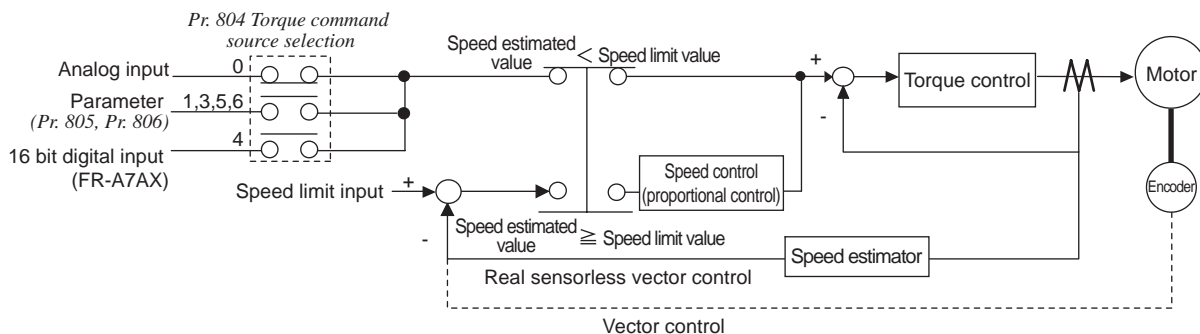 Pr. 804 Torque command
source selection
Analog input
0
Parameter
(Pr. 805, Pr. 806)
1,3,5,6
16 bit digital input
(FR-A7AX)
4
Speed estimated
value
<
Speed limit value
+
-
Torque control
Motor
Encoder
Speed limit input
+
-
Speed control
(proportional control)
Speed estimated
value
≧
Speed limit value
Speed estimator
Real sensorless vector control
Vector control